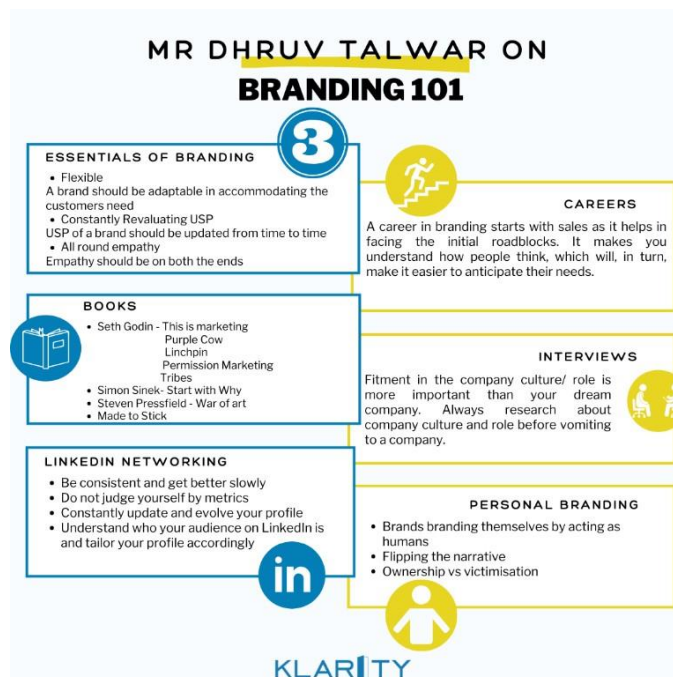 MR DHRUV TALWAR ON
BRANDING 101
3
ESSENTIALS OF BRANDING
• Flexible
A brand should be adaptable in accommodating the
customers need
• Constantly Revaluating USP
USP of a brand should be updated from time to time
• All round empathy
Empathy should be on both the ends
CAREERS
A career in branding starts with sales as it helps in
facing the initial roadblocks. It makes you
understand how people think, which will, in turn,
make it easier to anticipate their needs.
BOOKS
• Seth Godin - This is marketing
Purple Cow
Linchpin
Permission Marketing
Tribes
• Simon Sinek- Start with Why
• Steven Pressfield - War of art
• Made to Stick
INTERVIEWS
Fitment in the company culture/ role is
more important than your dream
company. Always research about
company culture and role before vomiting
to a company.
LINKEDIN NETWORKING
• Be consistent and get better slowly
• Do not judge yourself by metrics
• Constantly update and evolve your profile
• Understand who your audience on LinkedIn is
and tailor your profile accordingly
in
PERSONAL BRANDING
• Brands branding themselves by acting as
humans
• Flipping the narrative
• Ownership vs victimisation
KLARITY